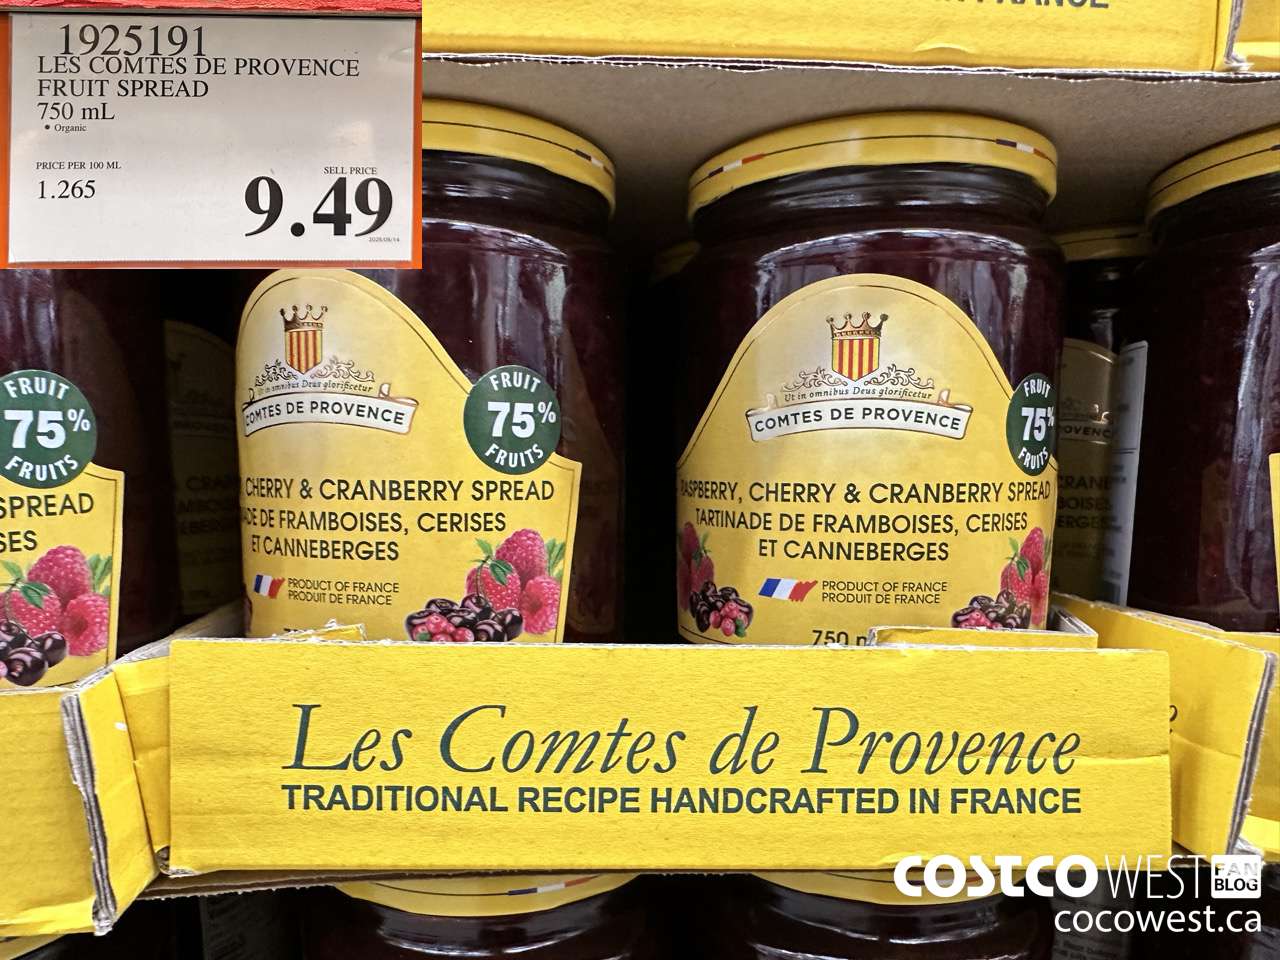 1925191
LES COMTES DE PROVENCE
FRUIT SPREAD
750 mL
• Organic
PRICE PER 100 ML
1.265
SELL PRICE
9.49
FRANCE
FRUIT
75%
FRUITS
SPREAD
Ut in omnibus Deus glorificetur
COMTES DE PROVENCE
FRUIT
75%
FRUITS
CHERRY & CRANBERRY SPREAD
DE FRAMBOISES, CERISES
ET CANNEBERGES
PRODUCT OF FRANCE
PRODUIT DE FRANCE
Ut in omnibus Deus glorificetur
COMTES DE PROVENCE
FRUIT
75%
FRUITS
RASPBERRY, CHERRY & CRANBERRY SPREAD
TARTINADE DE FRAMBOISES, CERISES
ET CANNEBERGES
PRODUCT OF FRANCE
PRODUIT DE FRANCE
750
Les Comtes de Provence
TRADITIONAL RECIPE HANDCRAFTED IN FRANCE
COSTCO WEST FAN BLOG
cocowest.ca